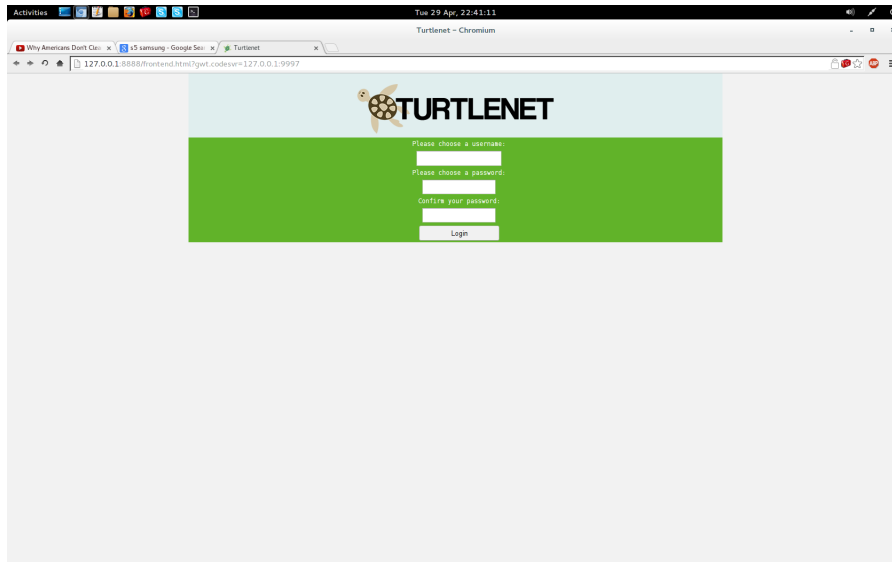 Activities
Tue 29 Apr, 22:41:11
Turtlenet - Chromium
Why Americans Don't Clea
s5 samsung - Google Sear
Turtlenet
127.0.0.1:8888/frontend.html?gwt.codesvr=127.0.0.1:9997
TURTLENET
Please choose a username:
Please choose a password:
Confirm your password:
Login